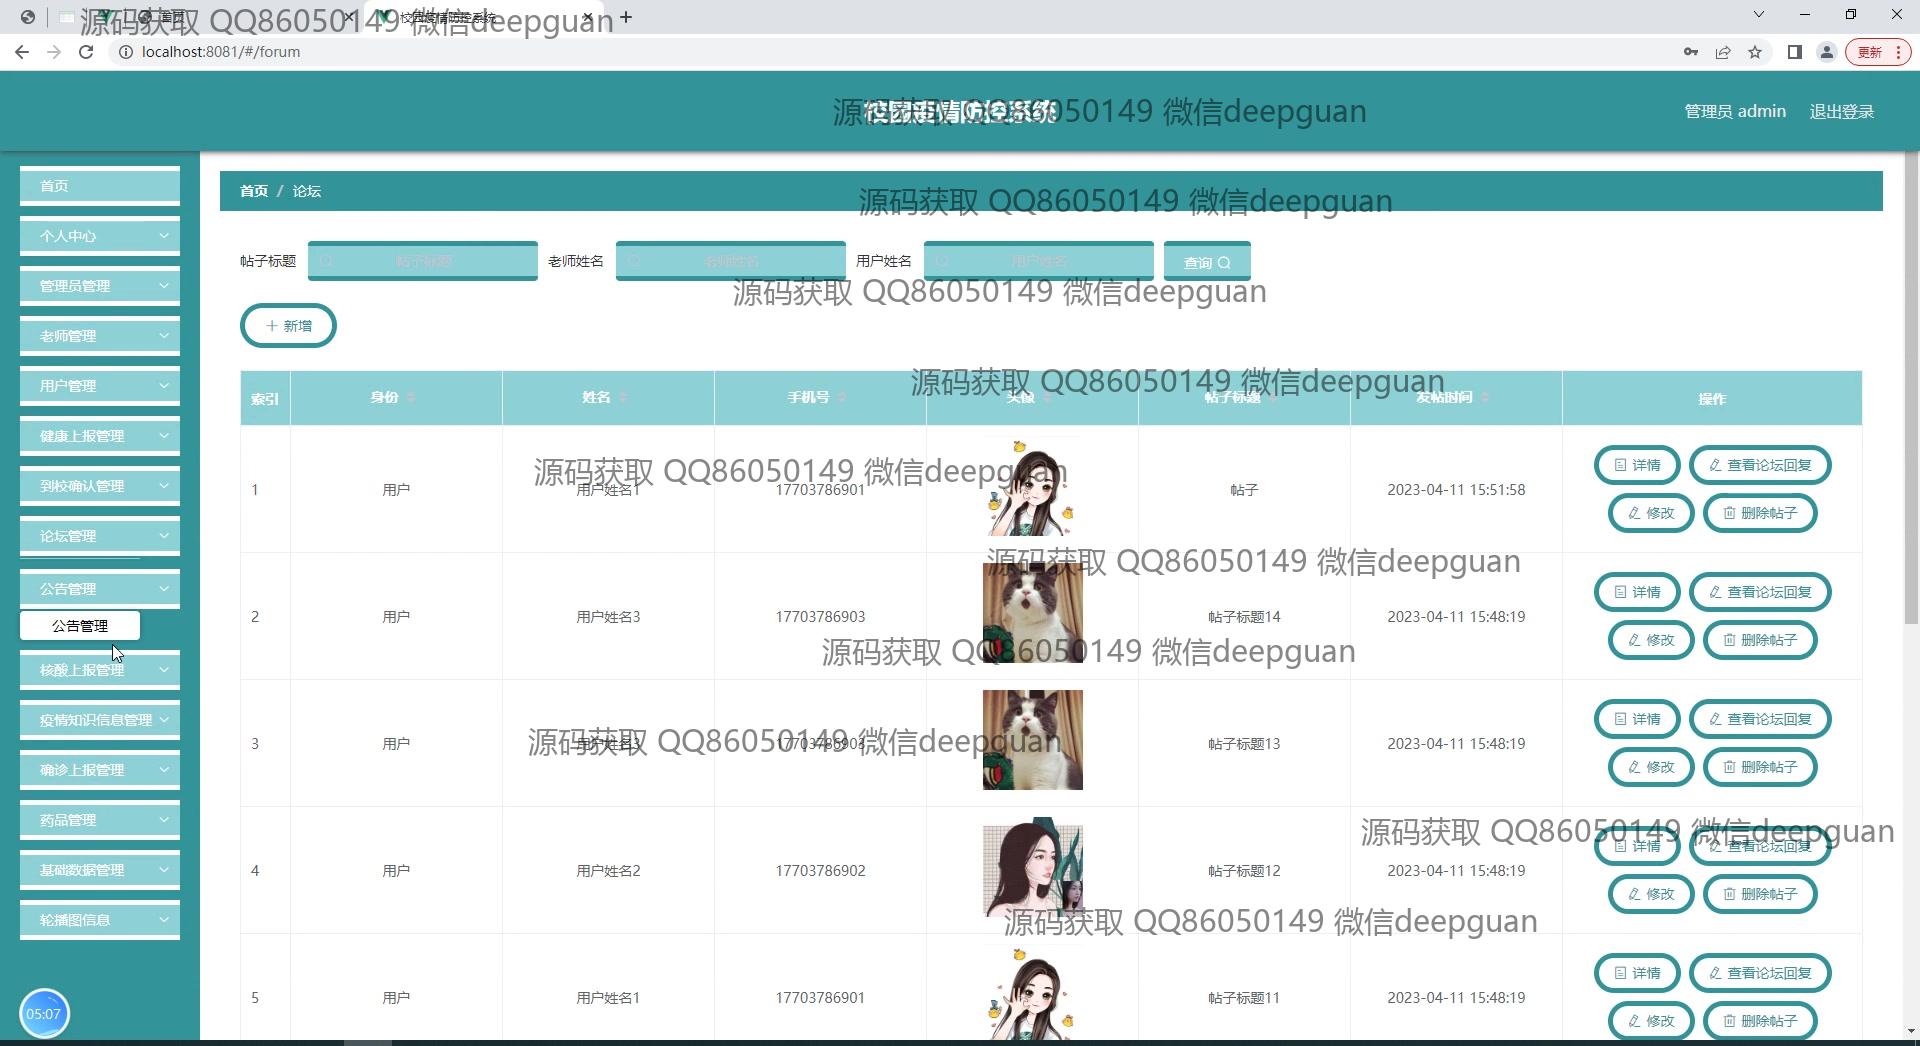 首页
校园疫情防控系统
源码获取 QQ86050149 微信deepguan
localhost:8081/#/forum
更新
校园疫情防控系统
源码获取 QQ86050149 微信deepguan
管理员 admin
退出登录
首页
个人中心
管理员管理
老师管理
用户管理
健康上报管理
到校确认管理
论坛管理
公告管理
公告管理
核酸上报管理
疫情知识信息管理
确诊上报管理
药品管理
基础数据管理
轮播图信息
05:07
首页 / 论坛
源码获取 QQ86050149 微信deepguan
帖子标题 帖子标题 老师姓名 老师姓名 用户姓名 用户姓名 查询
源码获取 QQ86050149 微信deepguan
新增
源码获取 QQ86050149 微信deepguan
索引 身份 姓名 手机号 头像 帖子标题 发帖时间 操作
源码获取 QQ86050149 微信deepguan
1 用户 用户姓名1 17703786901 帖子 2023-04-11 15:51:58 详情 查看论坛回复
修改 删除帖子
源码获取 QQ86050149 微信deepguan
2 用户 用户姓名3 17703786903 帖子标题14 2023-04-11 15:48:19 详情 查看论坛回复
修改 删除帖子
源码获取 QQ86050149 微信deepguan
3 用户 用户姓名3 17703786903 帖子标题13 2023-04-11 15:48:19 详情 查看论坛回复
修改 删除帖子
源码获取 QQ86050149 微信deepguan
源码获取 QQ86050149 微信deepguan
4 用户 用户姓名2 17703786902 帖子标题12 2023-04-11 15:48:19 详情 查看论坛回复
修改 删除帖子
源码获取 QQ86050149 微信deepguan
5 用户 用户姓名1 17703786901 帖子标题11 2023-04-11 15:48:19 详情 查看论坛回复
修改 删除帖子